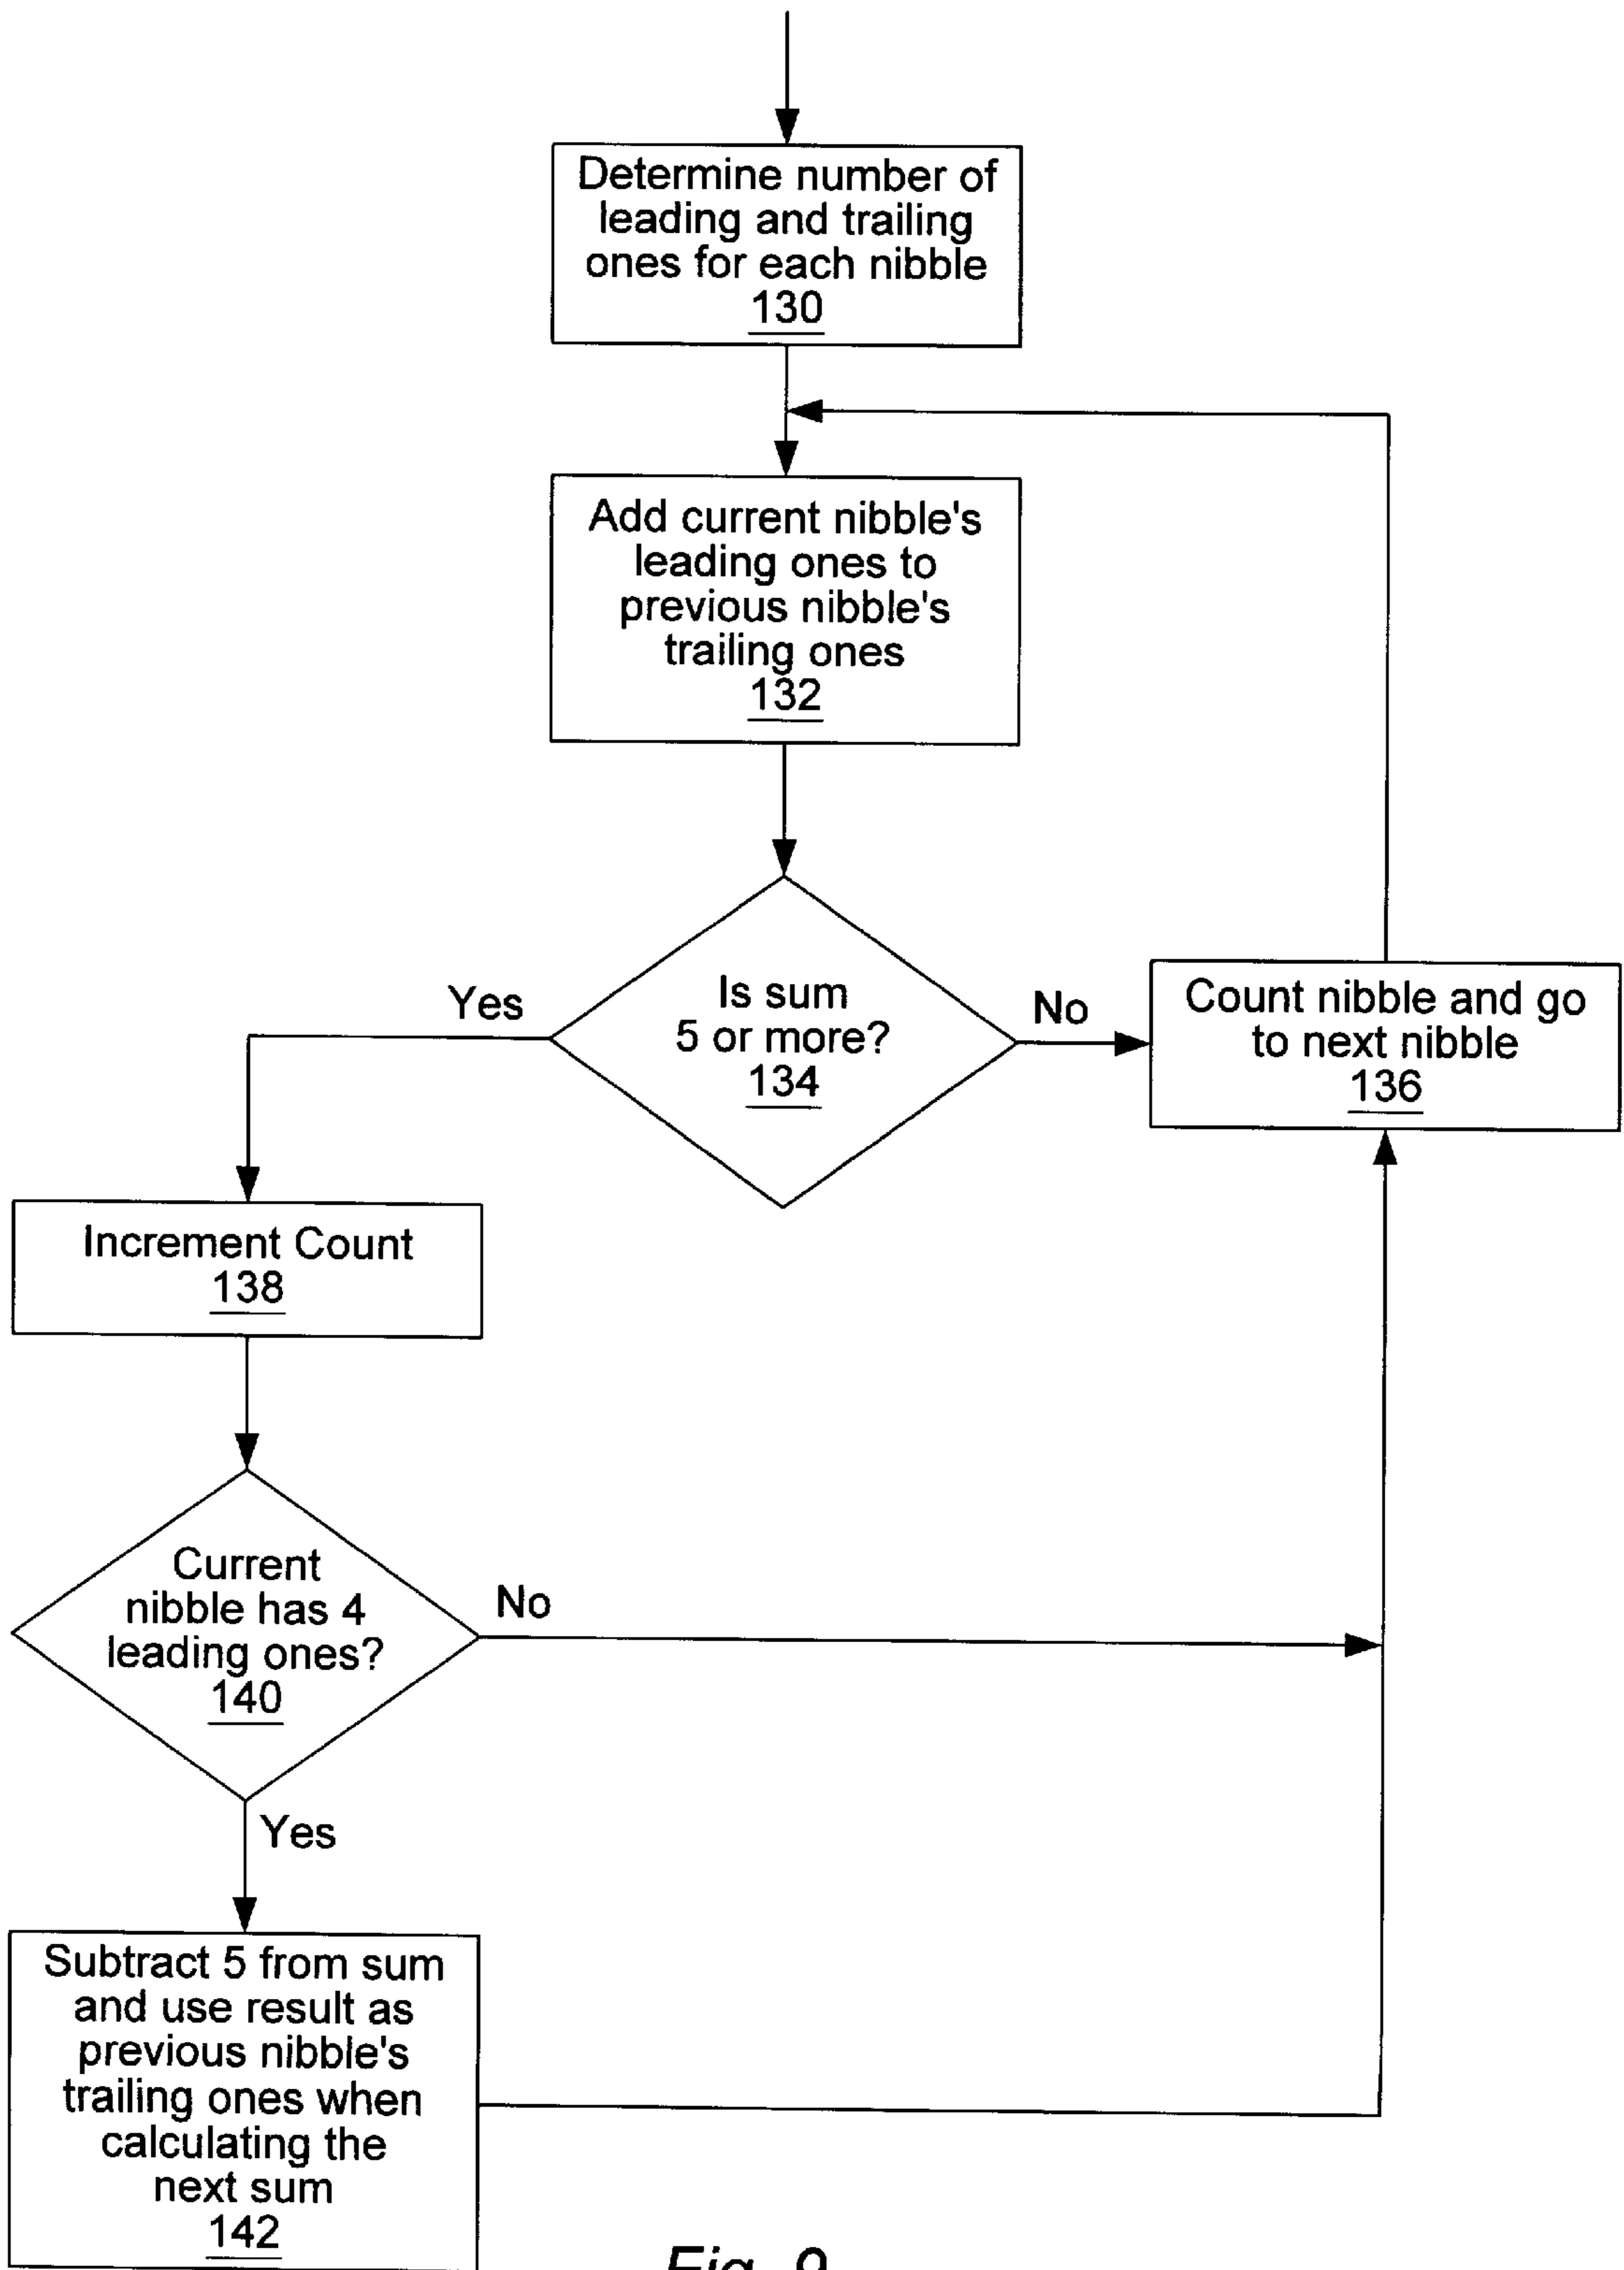 Determine number of
leading and trailing
ones for each nibble
130
Add current nibble's
leading ones to
previous nibble's
trailing ones
132
Is sum
5 or more?
134
Yes
No
Count nibble and go
to next nibble
136
Increment Count
138
Current
nibble has 4
leading ones?
140
No
Yes
Subtract 5 from sum
and use result as
previous nibble's
trailing ones when
calculating the
next sum
142
Fig. 9